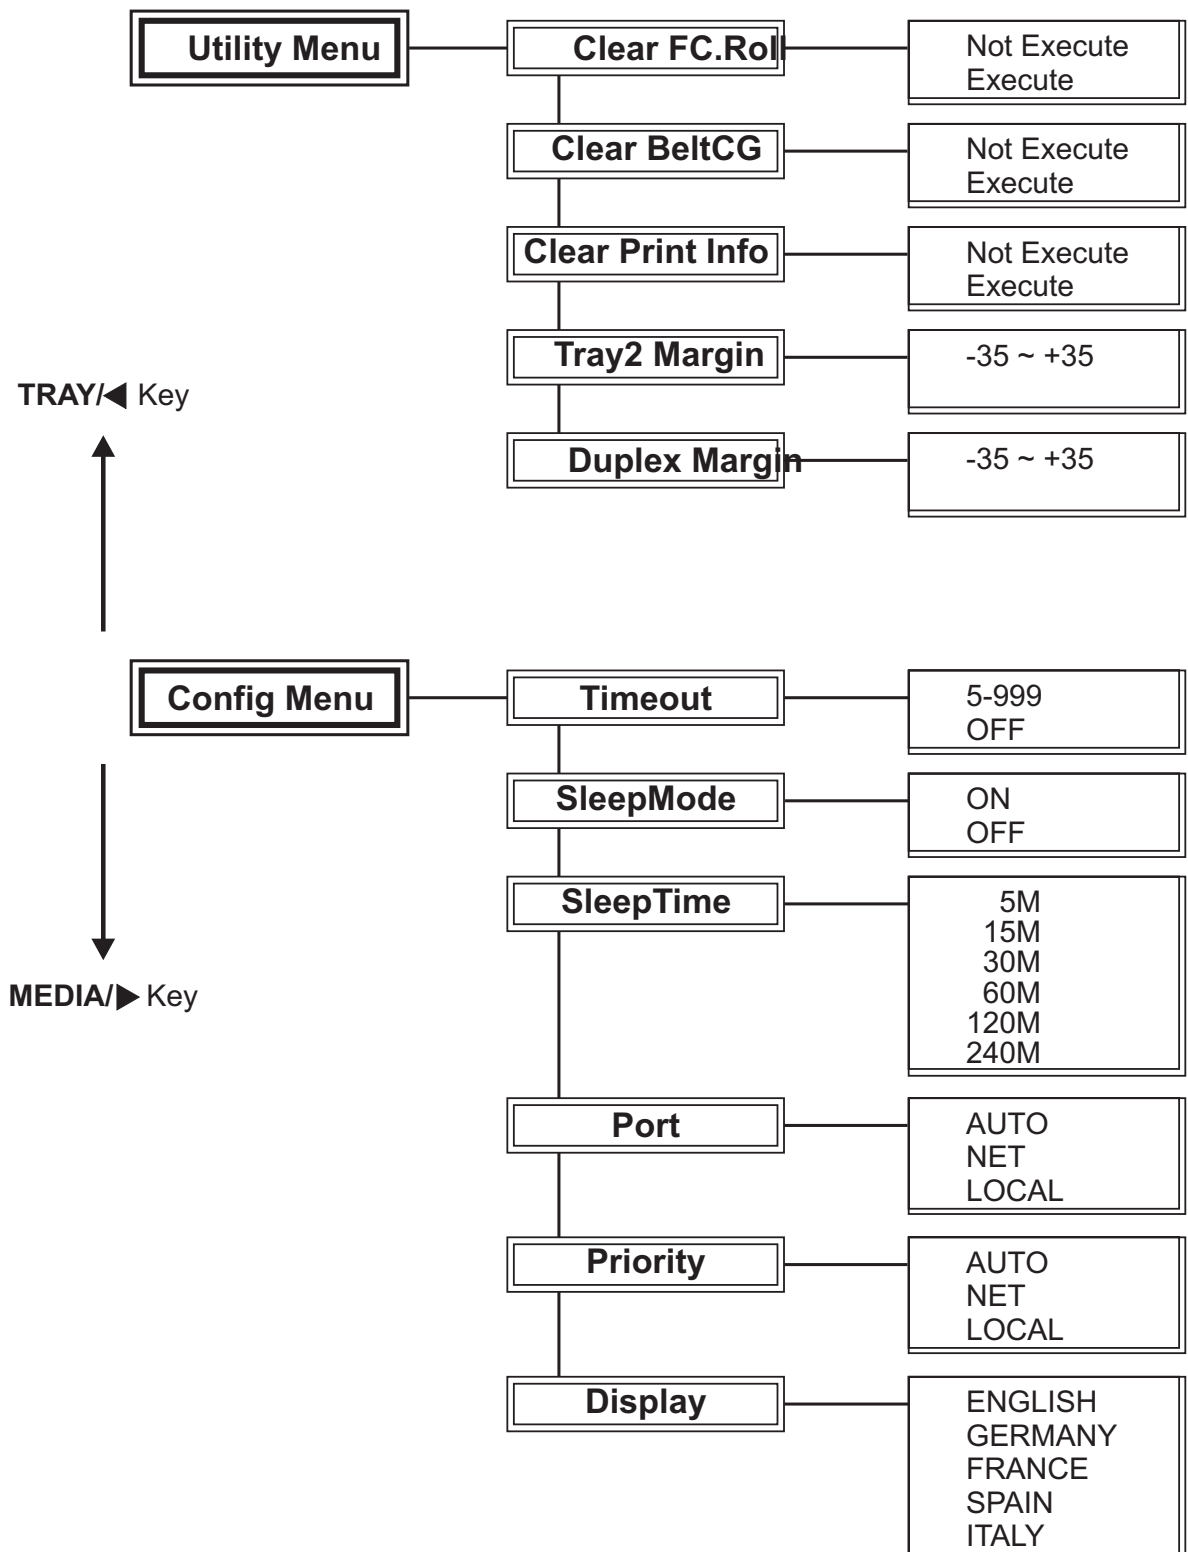 Utility Menu
Clear FC.Roll
Not Execute
Execute
Clear BeltCG
Not Execute
Execute
Clear Print Info
Not Execute
Execute
Tray2 Margin
-35 ~ +35
TRAY/◀ Key
Duplex Margin
-35 ~ +35
Config Menu
Timeout
5-999
OFF
SleepMode
ON
OFF
SleepTime
5M
15M
30M
60M
120M
240M
MEDIA/▶ Key
Port
AUTO
NET
LOCAL
Priority
AUTO
NET
LOCAL
Display
ENGLISH
GERMANY
FRANCE
SPAIN
ITALY